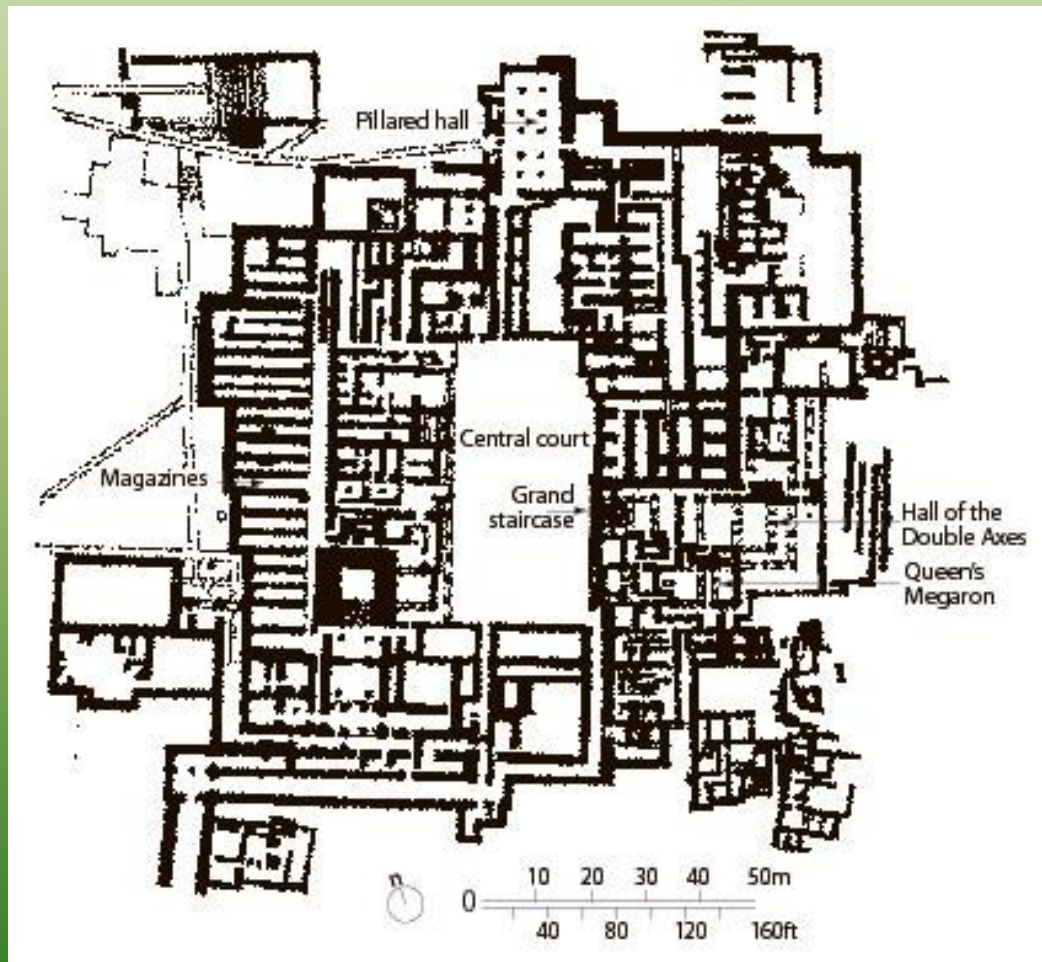 Pillared hall
Central court
Magazines
Grand
staircase
Hall of the
Double Axes
Queen's
Megaron
n
0
10 20 30 40 50m
40 80 120 160ft